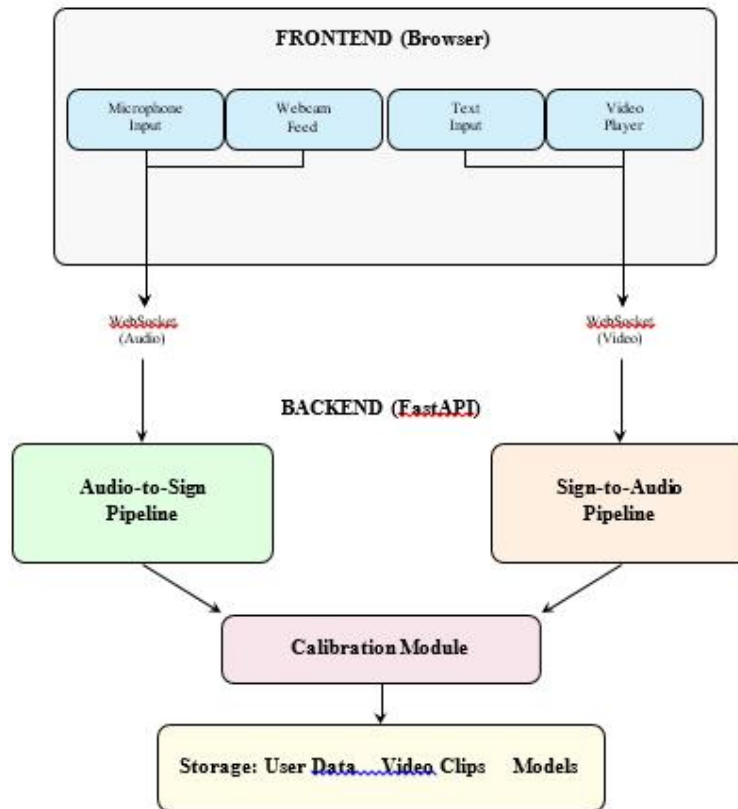 FRONTEND (Browser)
Microphone
Input
Webcam
Feed
Text
Input
Video
Player
WebSocket
(Audio)
WebSocket
(Video)
BACKEND (FastAPI)
Audio-to-Sign
Pipeline
Sign-to-Audio
Pipeline
Calibration Module
Storage: User Data Video Clips Models